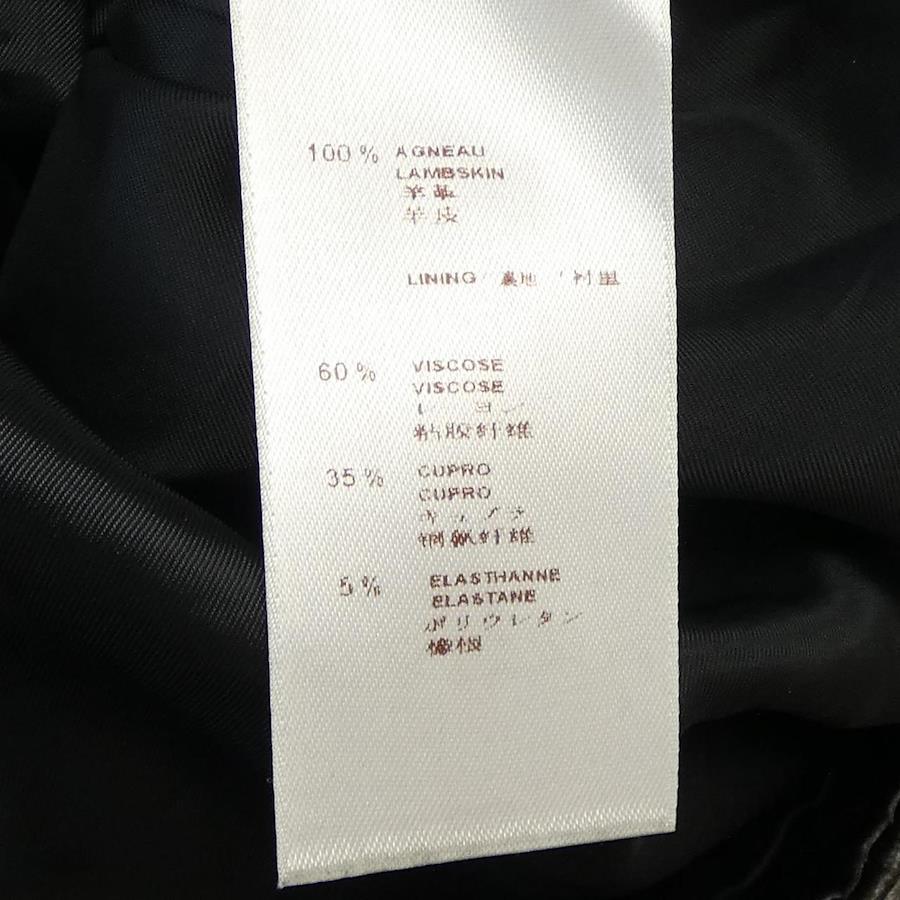 100 % AGNEAU
LAMBSKIN
羊革
羊皮
LINING / 裏地 / 衬里
60 % VISCOSE
VISCOSE
レーヨン
粘胶纤维
35 % CUPRO
CUPRO
キュプラ
铜氨纤维
5 % ELASTHANNE
ELASTANE
ポリウレタン